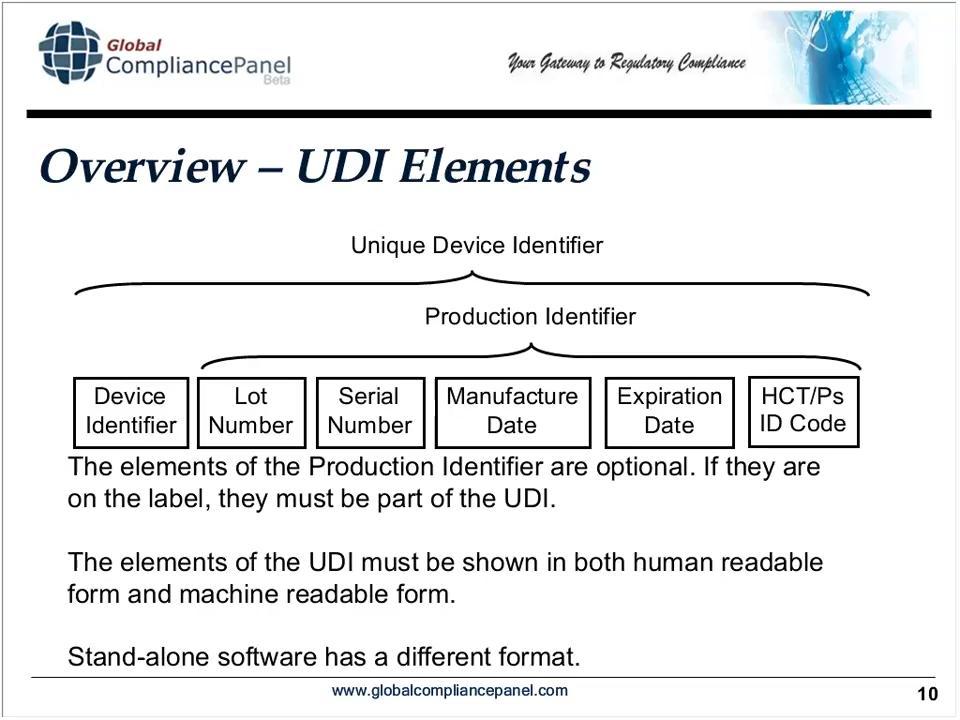 Global
CompliancePanel
Beta
Your Gateway to Regulatory Compliance
Overview – UDI Elements
Unique Device Identifier
Production Identifier
Device
Identifier
Lot
Number
Serial
Number
Manufacture
Date
Expiration
Date
HCT/Ps
ID Code
The elements of the Production Identifier are optional. If they are
on the label, they must be part of the UDI.
The elements of the UDI must be shown in both human readable
form and machine readable form.
Stand-alone software has a different format.
www.globalcompliancepanel.com
10